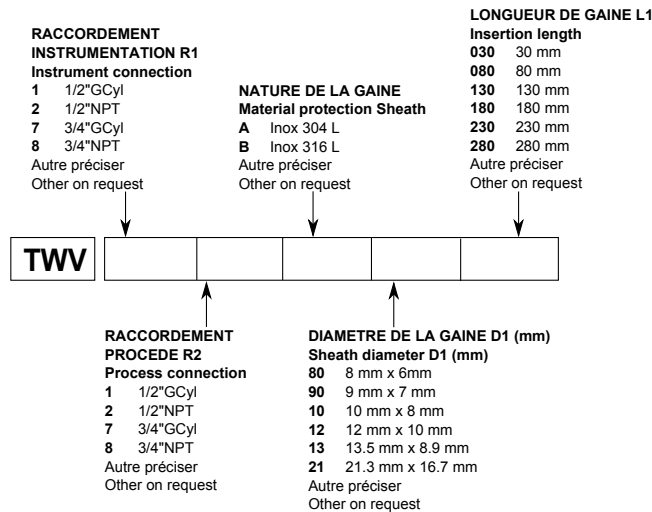 RACCORDEMENT
INSTRUMENTATION R1
Instrument connection
1 1/2"GCyl
2 1/2"NPT
7 3/4"GCyl
8 3/4"NPT
Autre préciser
Other on request
NATURE DE LA GAINE
Material protection Sheath
A Inox 304 L
B Inox 316 L
Autre préciser
Other on request
LONGUEUR DE GAINE L1
Insertion length
030 30 mm
080 80 mm
130 130 mm
180 180 mm
230 230 mm
280 280 mm
Autre préciser
Other on request
TWV
RACCORDEMENT
PROCEDE R2
Process connection
1 1/2"GCyl
2 1/2"NPT
7 3/4"GCyl
8 3/4"NPT
Autre préciser
Other on request
DIAMETRE DE LA GAINE D1 (mm)
Sheath diameter D1 (mm)
80 8 mm x 6mm
90 9 mm x 7 mm
10 10 mm x 8 mm
12 12 mm x 10 mm
13 13.5 mm x 8.9 mm
21 21.3 mm x 16.7 mm
Autre préciser
Other on request